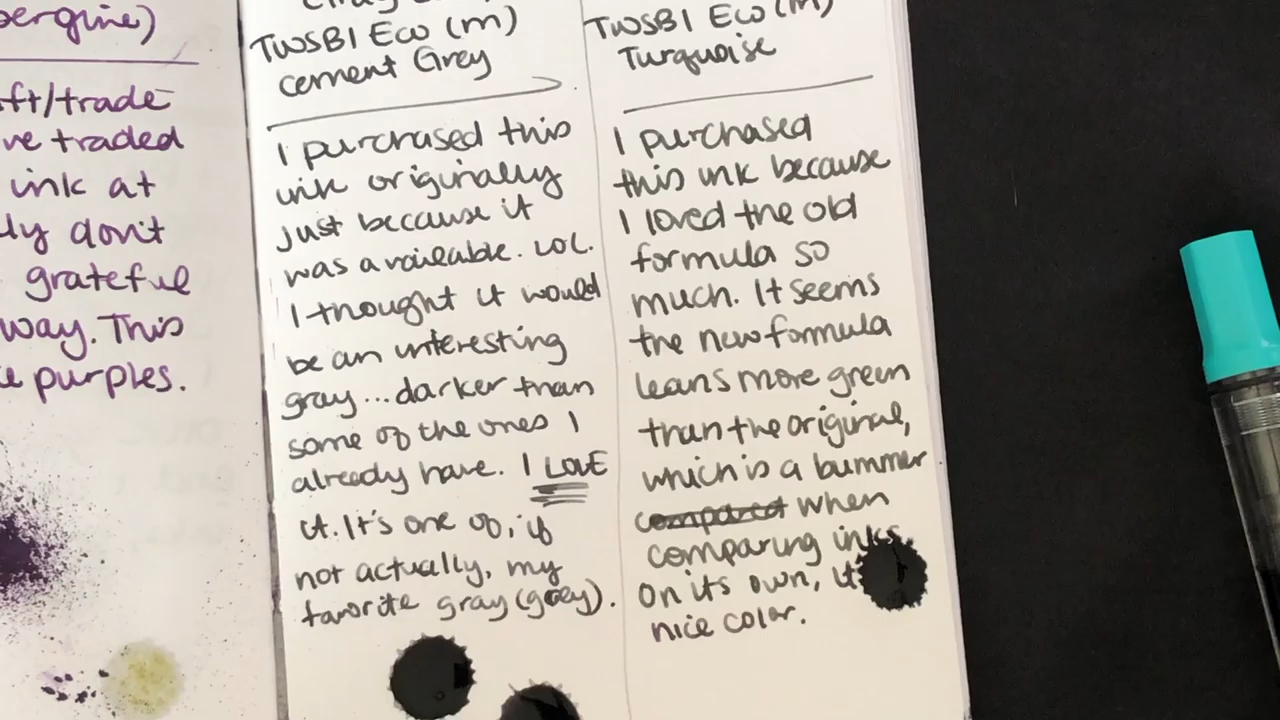 ergine)
ft/trade
ve traded
ink at
ly don't
grateful
way. This
purples.
TWSBI Eco (m)
cement Grey
I purchased this
ink originally
just because it
was avaieable. LOL.
I thought it would
be an interesting
gray...darker than
some of the ones I
already have. I LOVE
it. It's one of, if
not actually, my
favorite gray (grey).
TWSBI Eco (M)
Turquoise
I purchased
this ink because
I loved the old
formula so
much. It seems
the new formula
leans more green
than the original,
which is a bummer
compared when
comparing inks.
On its own, it
nice color.